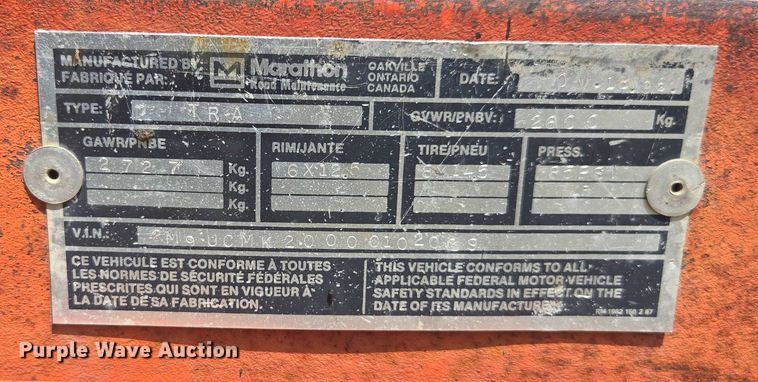 MANUFACTURED BY:
FABRIQUÉ PAR:
M Marathon
Road Maintenance
OAKVILLE
ONTARIO
CANADA
DATE:
TYPE: TRA
GVWR/PNBV: 2600 Kg.
GAWR/PNBE
2727 Kg.
Kg.
Kg.
RIM/JANTE
TIRE/PNEU
PRESS.
V.I.N.:
CE VEHICULE EST CONFORME À TOUTES
LES NORMES DE SÉCURITÉ FÉDÉRALES
PRESCRITES QUI SONT EN VIGUEUR À
LA DATE DE SA FABRICATION.
THIS VEHICLE CONFORMS TO ALL
APPLICABLE FEDERAL MOTOR VEHICLE
SAFETY STANDARDS IN EFFECT ON THE
DATE OF ITS MANUFACTURE.
Purple Wave Auction